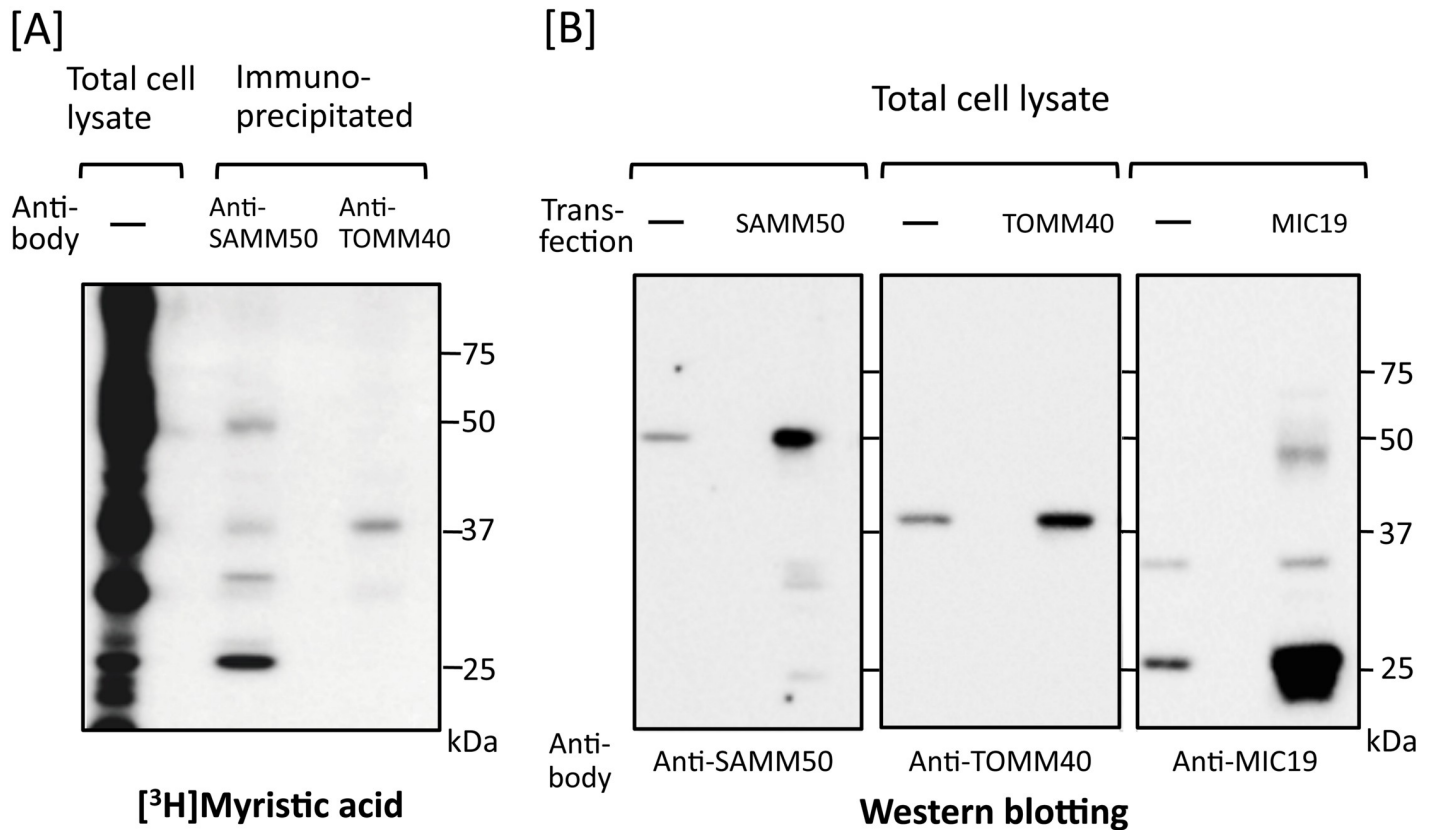 [A]
Total cell
lysate
Immuno-
precipitated
Anti-
body
—
Anti-
SAMM50
Anti-
TOMM40
75
50
37
25
kDa
[³H]Myristic acid
[B]
Total cell lysate
Trans-
fection
— SAMM50
— TOMM40
— MIC19
75
50
37
25
kDa
Anti-
body
Anti-SAMM50
Anti-TOMM40
Anti-MIC19
Western blotting